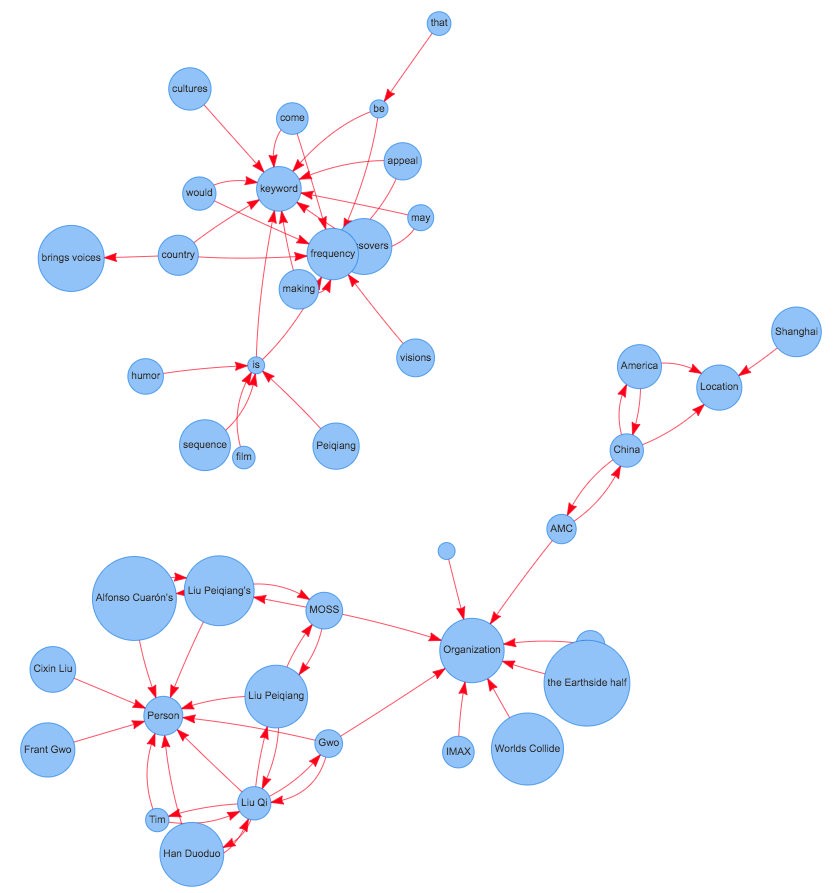 that
cultures
come
be
appeal
keyword
would
may
brings voices
country
frequency
sovers
making
visions
is
humor
sequence
film
Peiqiang
Shanghai
America
Location
China
AMC
Alfonso Cuarón's
Liu Peiqiang's
MOSS
Organization
Cixin Liu
Liu Peiqiang
the Earthside half
Person
Frant Gwo
Gwo
IMAX
Worlds Collide
Liu Qi
Tim
Han Duoduo